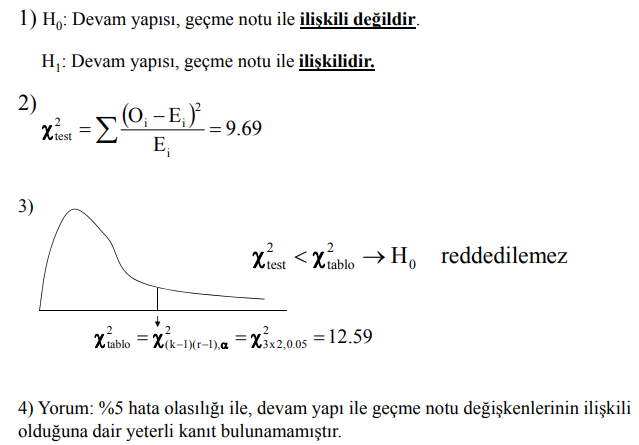 1) H₀: Devam yapısı, geçme notu ile ilişkili değildir.
H₁: Devam yapısı, geçme notu ile ilişkilidir.
2)
χ²test = ∑ (Oᵢ − Eᵢ)² / Eᵢ = 9.69
3)
χ²test < χ²tablo → H₀ reddedilemez
χ²tablo = χ²(k−1)(r−1),α = χ²3x2,0.05 = 12.59
4) Yorum: %5 hata olasılığı ile, devam yapı ile geçme notu değişkenlerinin ilişkili
olduğuna dair yeterli kanıt bulunamamıştır.